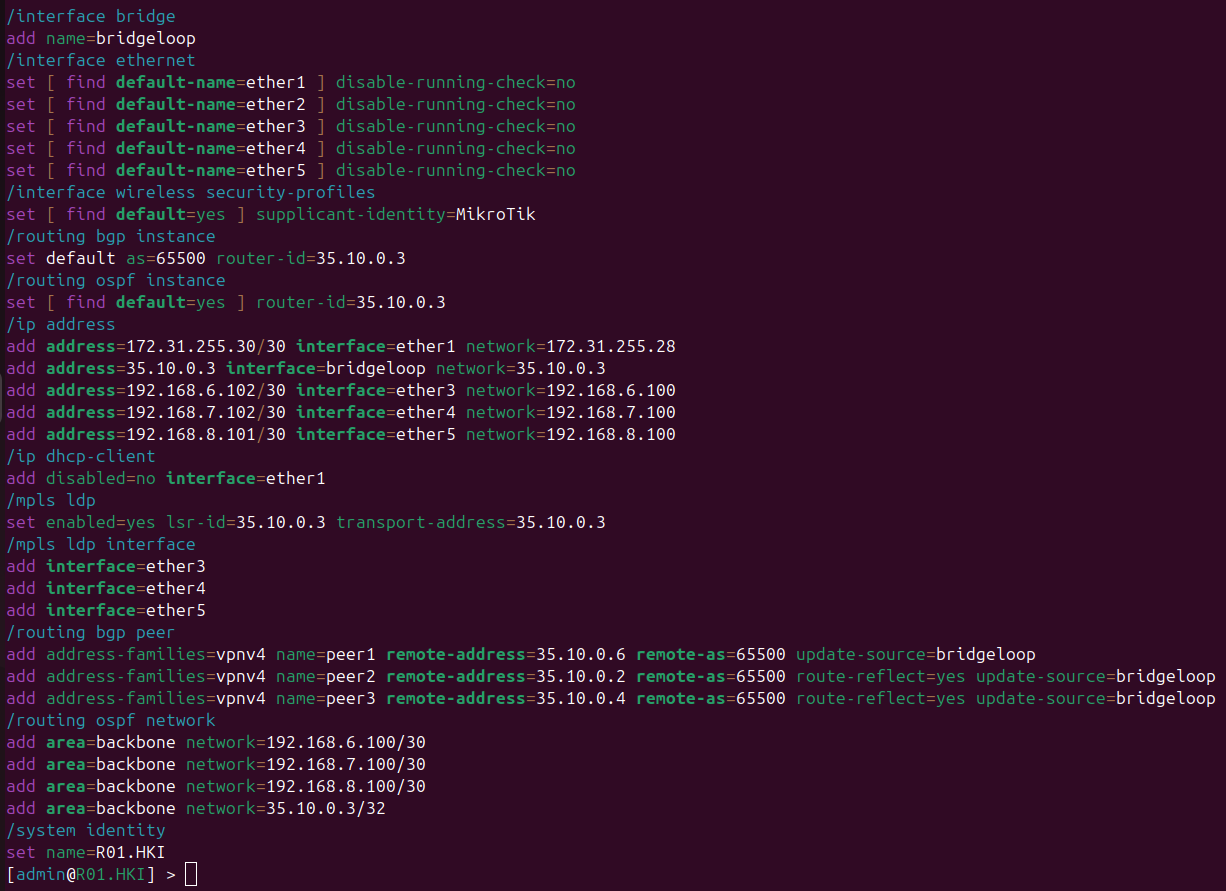 /interface bridge
add name=bridgeloop
/interface ethernet
set [ find default-name=ether1 ] disable-running-check=no
set [ find default-name=ether2 ] disable-running-check=no
set [ find default-name=ether3 ] disable-running-check=no
set [ find default-name=ether4 ] disable-running-check=no
set [ find default-name=ether5 ] disable-running-check=no
/interface wireless security-profiles
set [ find default=yes ] supplicant-identity=MikroTik
/routing bgp instance
set default as=65500 router-id=35.10.0.3
/routing ospf instance
set [ find default=yes ] router-id=35.10.0.3
/ip address
add address=172.31.255.30/30 interface=ether1 network=172.31.255.28
add address=35.10.0.3 interface=bridgeloop network=35.10.0.3
add address=192.168.6.102/30 interface=ether3 network=192.168.6.100
add address=192.168.7.102/30 interface=ether4 network=192.168.7.100
add address=192.168.8.101/30 interface=ether5 network=192.168.8.100
/ip dhcp-client
add disabled=no interface=ether1
/mpls ldp
set enabled=yes lsr-id=35.10.0.3 transport-address=35.10.0.3
/mpls ldp interface
add interface=ether3
add interface=ether4
add interface=ether5
/routing bgp peer
add address-families=vpnv4 name=peer1 remote-address=35.10.0.6 remote-as=65500 update-source=bridgeloop
add address-families=vpnv4 name=peer2 remote-address=35.10.0.2 remote-as=65500 route-reflect=yes update-source=bridgeloop
add address-families=vpnv4 name=peer3 remote-address=35.10.0.4 remote-as=65500 route-reflect=yes update-source=bridgeloop
/routing ospf network
add area=backbone network=192.168.6.100/30
add area=backbone network=192.168.7.100/30
add area=backbone network=192.168.8.100/30
add area=backbone network=35.10.0.3/32
/system identity
set name=R01.HKI
[admin@R01.HKI] >